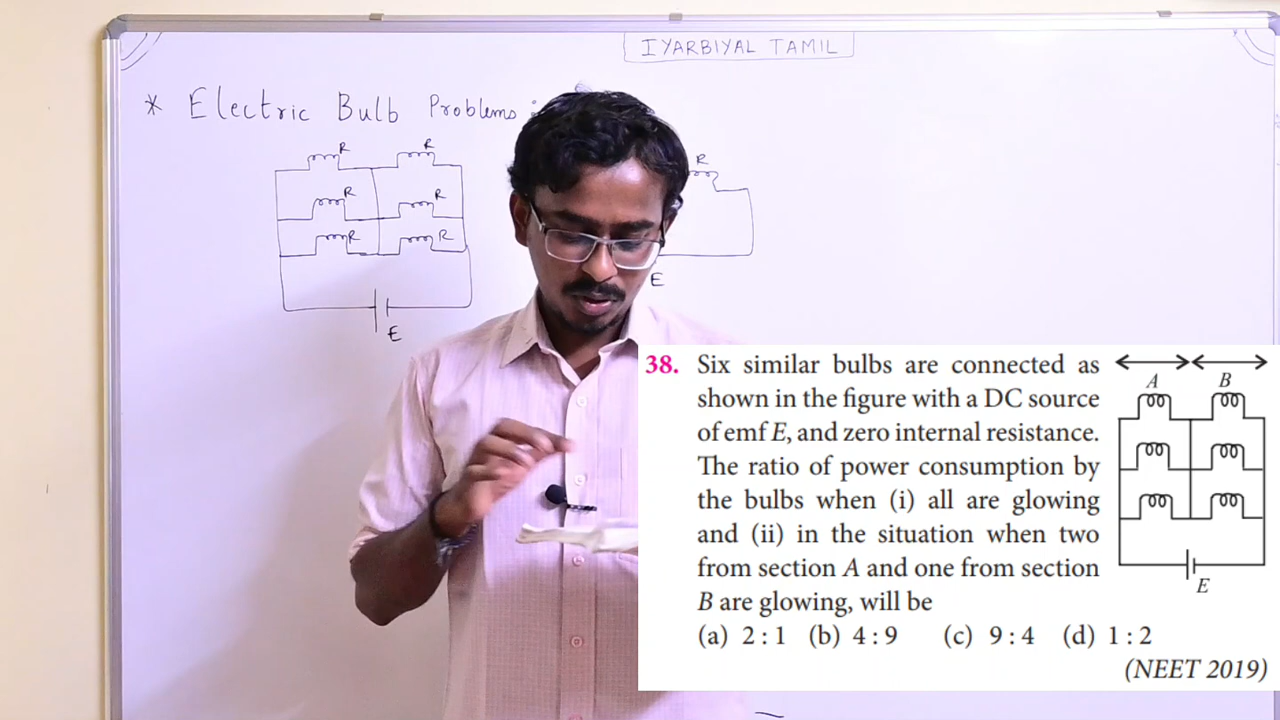 IYARBIYAL TAMIL
* Electric Bulb Problems :
R R R
R R
R R
E
E
38. Six similar bulbs are connected as
shown in the figure with a DC source
of emf E, and zero internal resistance.
The ratio of power consumption by
the bulbs when (i) all are glowing
and (ii) in the situation when two
from section A and one from section
B are glowing, will be
(a) 2 : 1 (b) 4 : 9 (c) 9 : 4 (d) 1 : 2
(NEET 2019)
A B
E